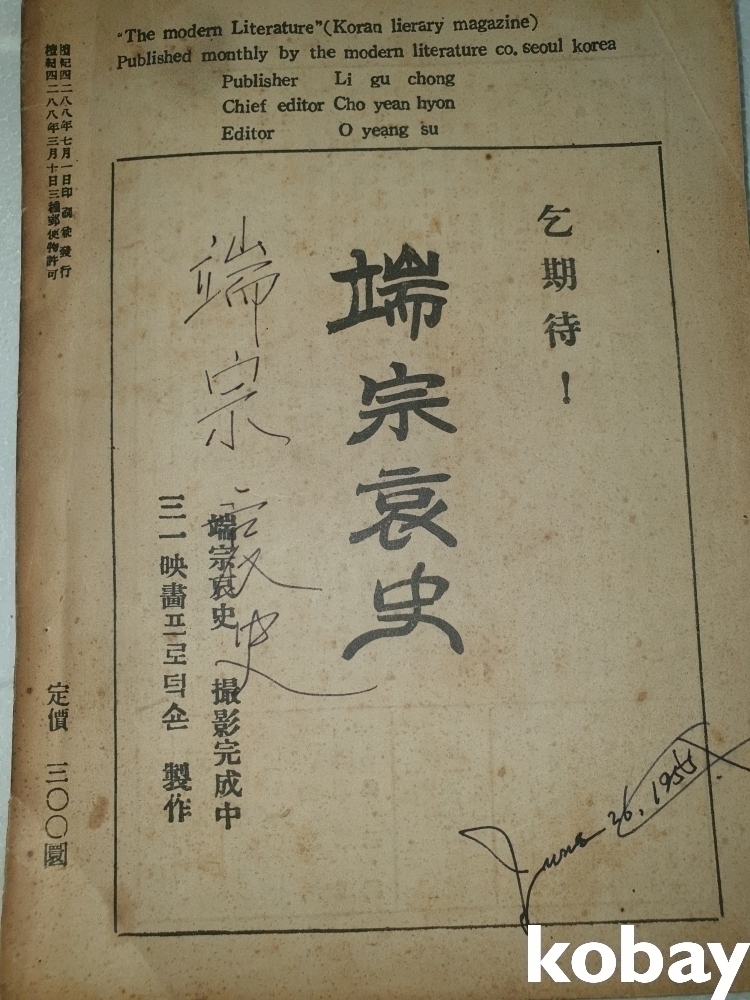 "The modern Literature"(Koran lierary magazine)
Published monthly by the modern literature co. seoul korea
Publisher Li gu chong
Chief editor Cho yean hyon
Editor O yeang su
乞期待!
端宗哀史
端宗哀史
「端宗哀史」撮影完成中
三一映畵프로덕숀 製作
檀紀四二八八年七月一日印刷發行
檀紀四二八八年三月十日三種郵便物許可
定價 三〇〇圜
June 26, 1955
kobay